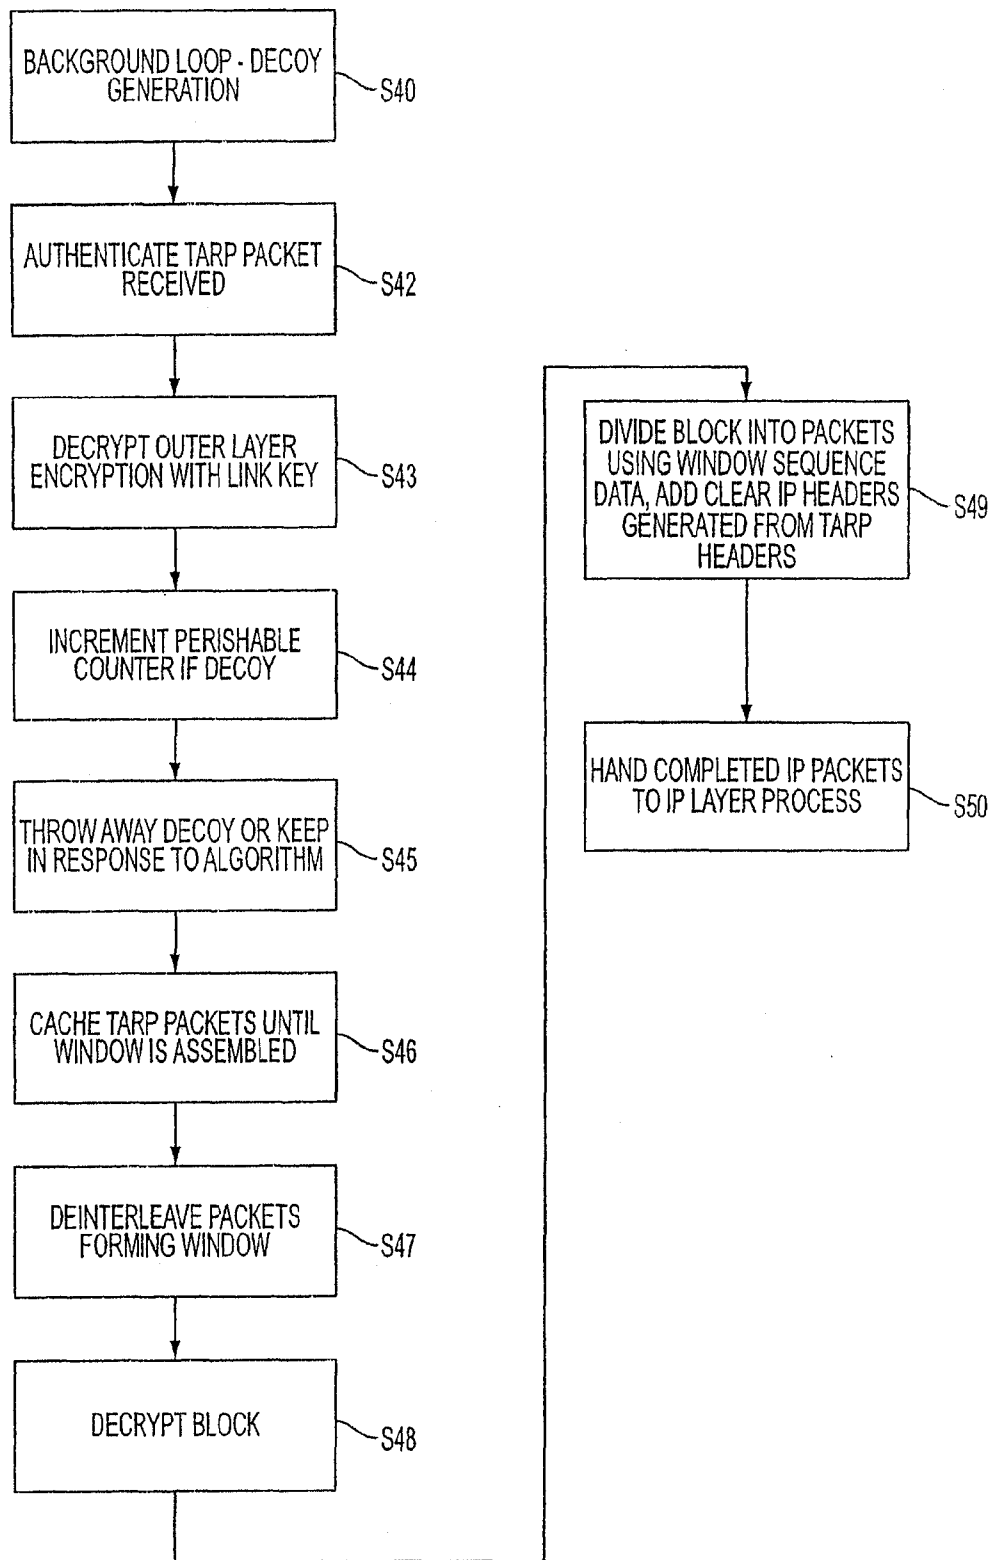 BACKGROUND LOOP - DECOY
GENERATION
S40
AUTHENTICATE TARP PACKET
RECEIVED
S42
DECRYPT OUTER LAYER
ENCRYPTION WITH LINK KEY
S43
INCREMENT PERISHABLE
COUNTER IF DECOY
S44
THROW AWAY DECOY OR KEEP
IN RESPONSE TO ALGORITHM
S45
CACHE TARP PACKETS UNTIL
WINDOW IS ASSEMBLED
S46
DEINTERLEAVE PACKETS
FORMING WINDOW
S47
DECRYPT BLOCK
S48
DIVIDE BLOCK INTO PACKETS
USING WINDOW SEQUENCE
DATA, ADD CLEAR IP HEADERS
GENERATED FROM TARP
HEADERS
S49
HAND COMPLETED IP PACKETS
TO IP LAYER PROCESS
S50